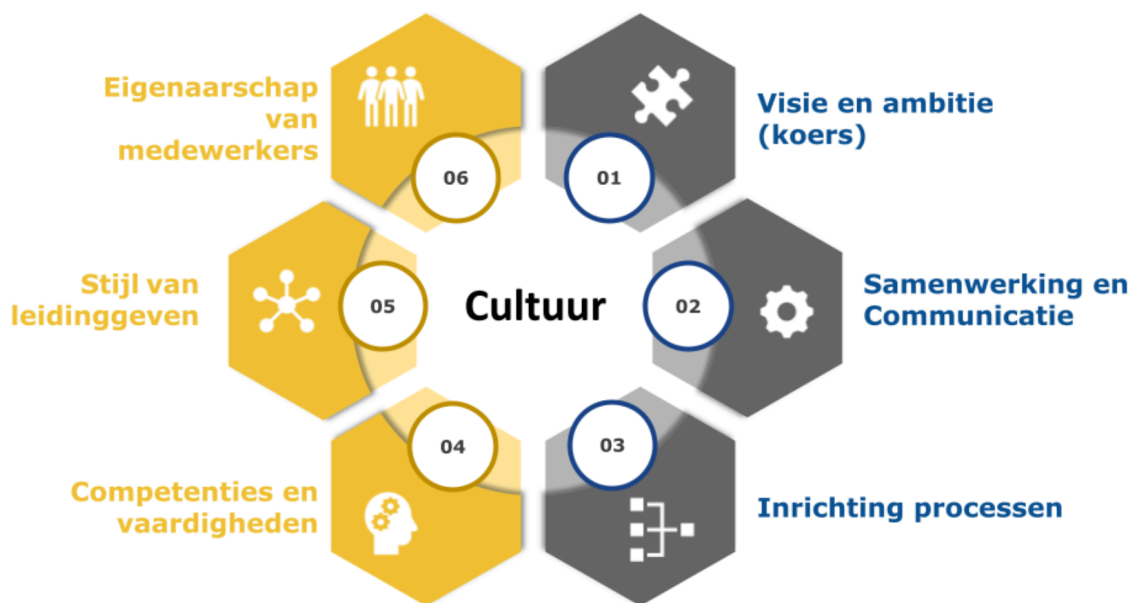 Visie en ambitie
(koers)
01
Samenwerking en
Communicatie
02
Inrichting processen
03
Competenties en
vaardigheden
04
Stijl van
leidinggeven
05
Eigenaarschap
van
medewerkers
06
Cultuur